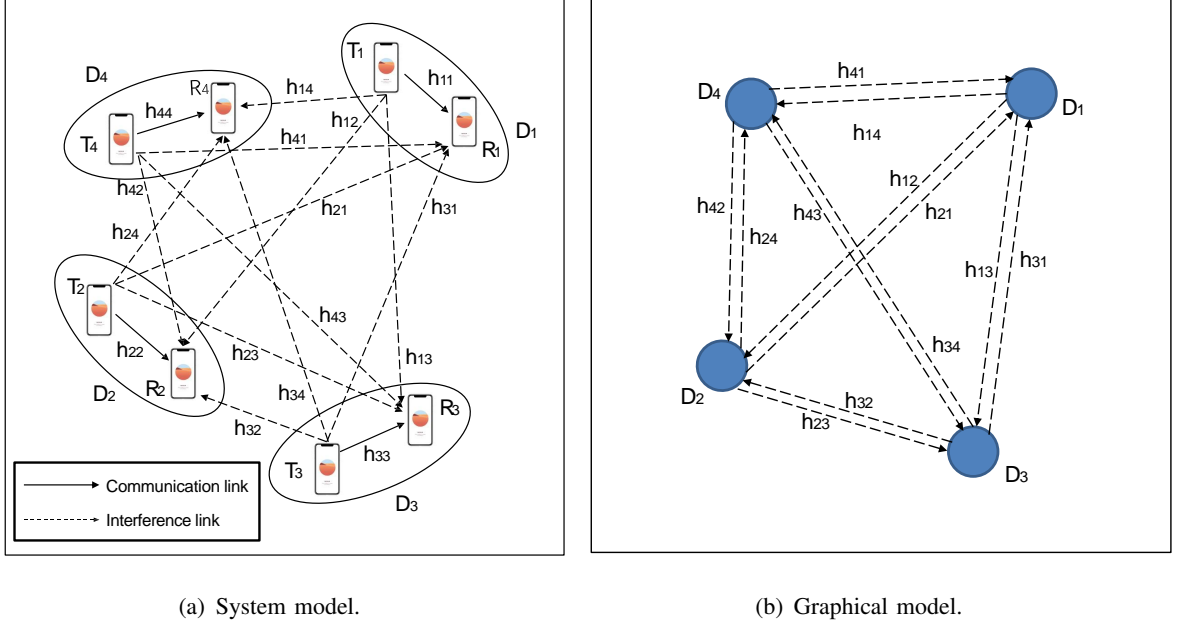 T1
h11
D4
R4
h14
h44
h12
D1
T4
h41
R1
h42
h21
h31
h24
T2
h43
h22
h23
h13
R2
h34
D2
R3
h32
h33
T3
D3
Communication link
Interference link
(a) System model.
h41
D4
D1
h14
h12
h42
h43
h21
h24
h13
h31
h34
D2
h32
h23
D3
(b) Graphical model.